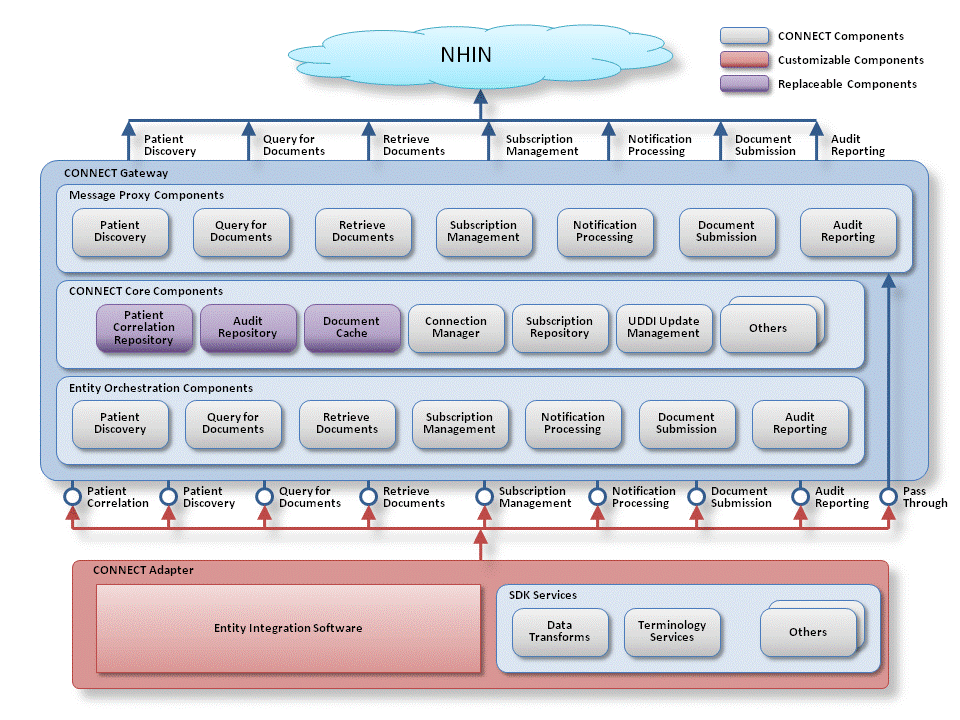 NHIN
CONNECT Components
Customizable Components
Replaceable Components
Patient
Discovery
Query for
Documents
Retrieve
Documents
Subscription
Management
Notification
Processing
Document
Submission
Audit
Reporting
CONNECT Gateway
Message Proxy Components
Patient
Discovery
Query for
Documents
Retrieve
Documents
Subscription
Management
Notification
Processing
Document
Submission
Audit
Reporting
CONNECT Core Components
Patient
Correlation
Repository
Audit
Repository
Document
Cache
Connection
Manager
Subscription
Repository
UDDI Update
Management
Others
Entity Orchestration Components
Patient
Discovery
Query for
Documents
Retrieve
Documents
Subscription
Management
Notification
Processing
Document
Submission
Audit
Reporting
Patient
Correlation
Patient
Discovery
Query for
Documents
Retrieve
Documents
Subscription
Management
Notification
Processing
Document
Submission
Audit
Reporting
Pass
Through
CONNECT Adapter
Entity Integration Software
SDK Services
Data
Transforms
Terminology
Services
Others